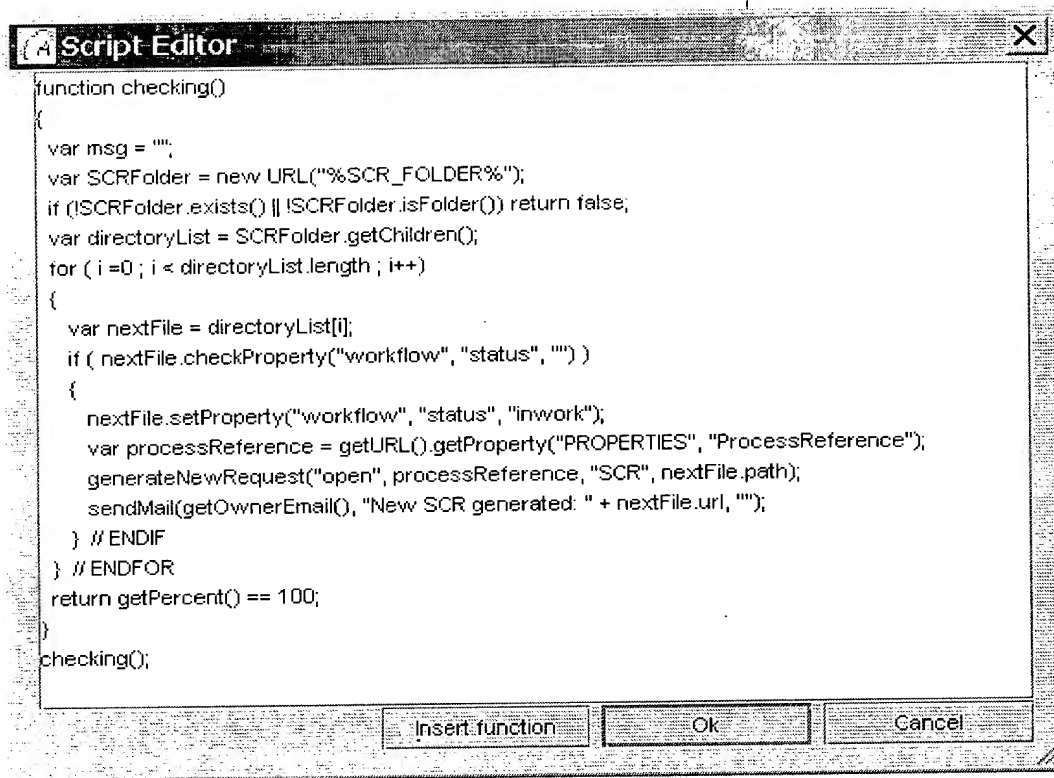 Script Editor
function checking()
{
var msg = "";
var SCRFolder = new URL("%SCR_FOLDER%");
if (!SCRFolder.exists() || !SCRFolder.isFolder()) return false;
var directoryList = SCRFolder.getChildren();
for ( i =0 ; i < directoryList.length ; i++)
{
var nextFile = directoryList[i];
if ( nextFile.checkProperty("workflow", "status", "") )
{
nextFile.setProperty("workflow", "status", "inwork");
var processReference = getURL().getProperty("PROPERTIES", "ProcessReference");
generateNewRequest("open", processReference, "SCR", nextFile.path);
sendMail(getOwnerEmail(), "New SCR generated: " + nextFile.url, "");
} // ENDIF
} // ENDFOR
return getPercent() == 100;
}
checking();
Insert function Ok Cancel